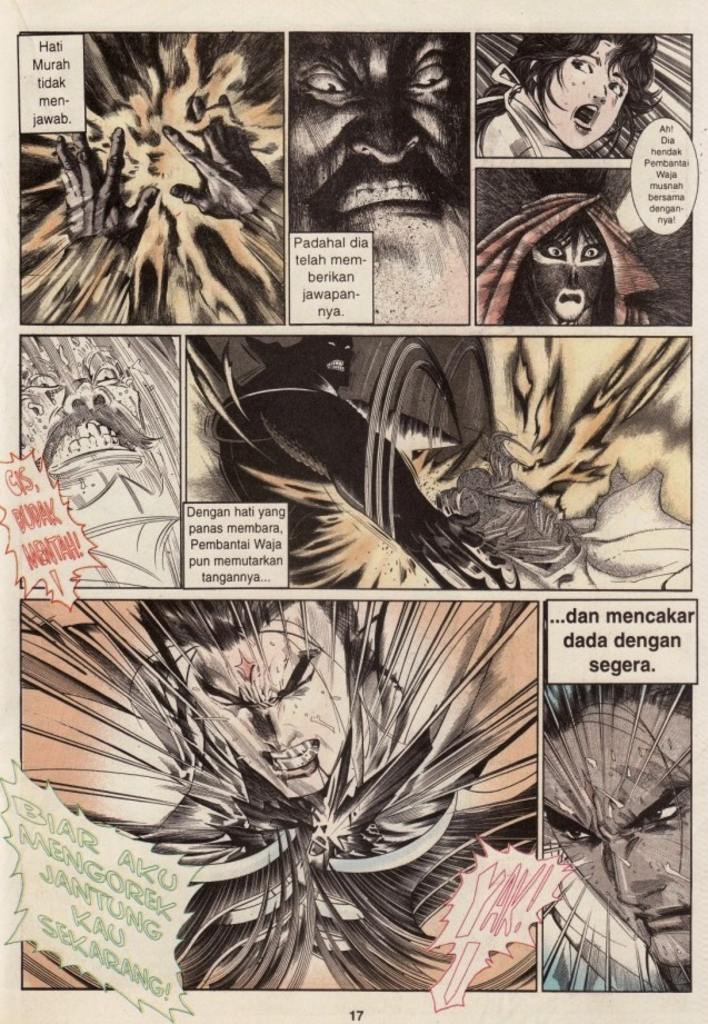 Hati
Murah
tidak
men-
jawab.
Padahal dia
telah mem-
berikan
jawapan-
nya.
Ah!
Dia
hendak
Pembantai
Waja
musnah
bersama
dengan-
nya!
CIS,
BUDAK
MENTAH!
!
Dengan hati yang
panas membara,
Pembantai Waja
pun memutarkan
tangannya...
...dan mencakar
dada dengan
segera.
BIAR AKU
MENGOREK
JANTUNG
KAU
SEKARANG!
YAK!!
17